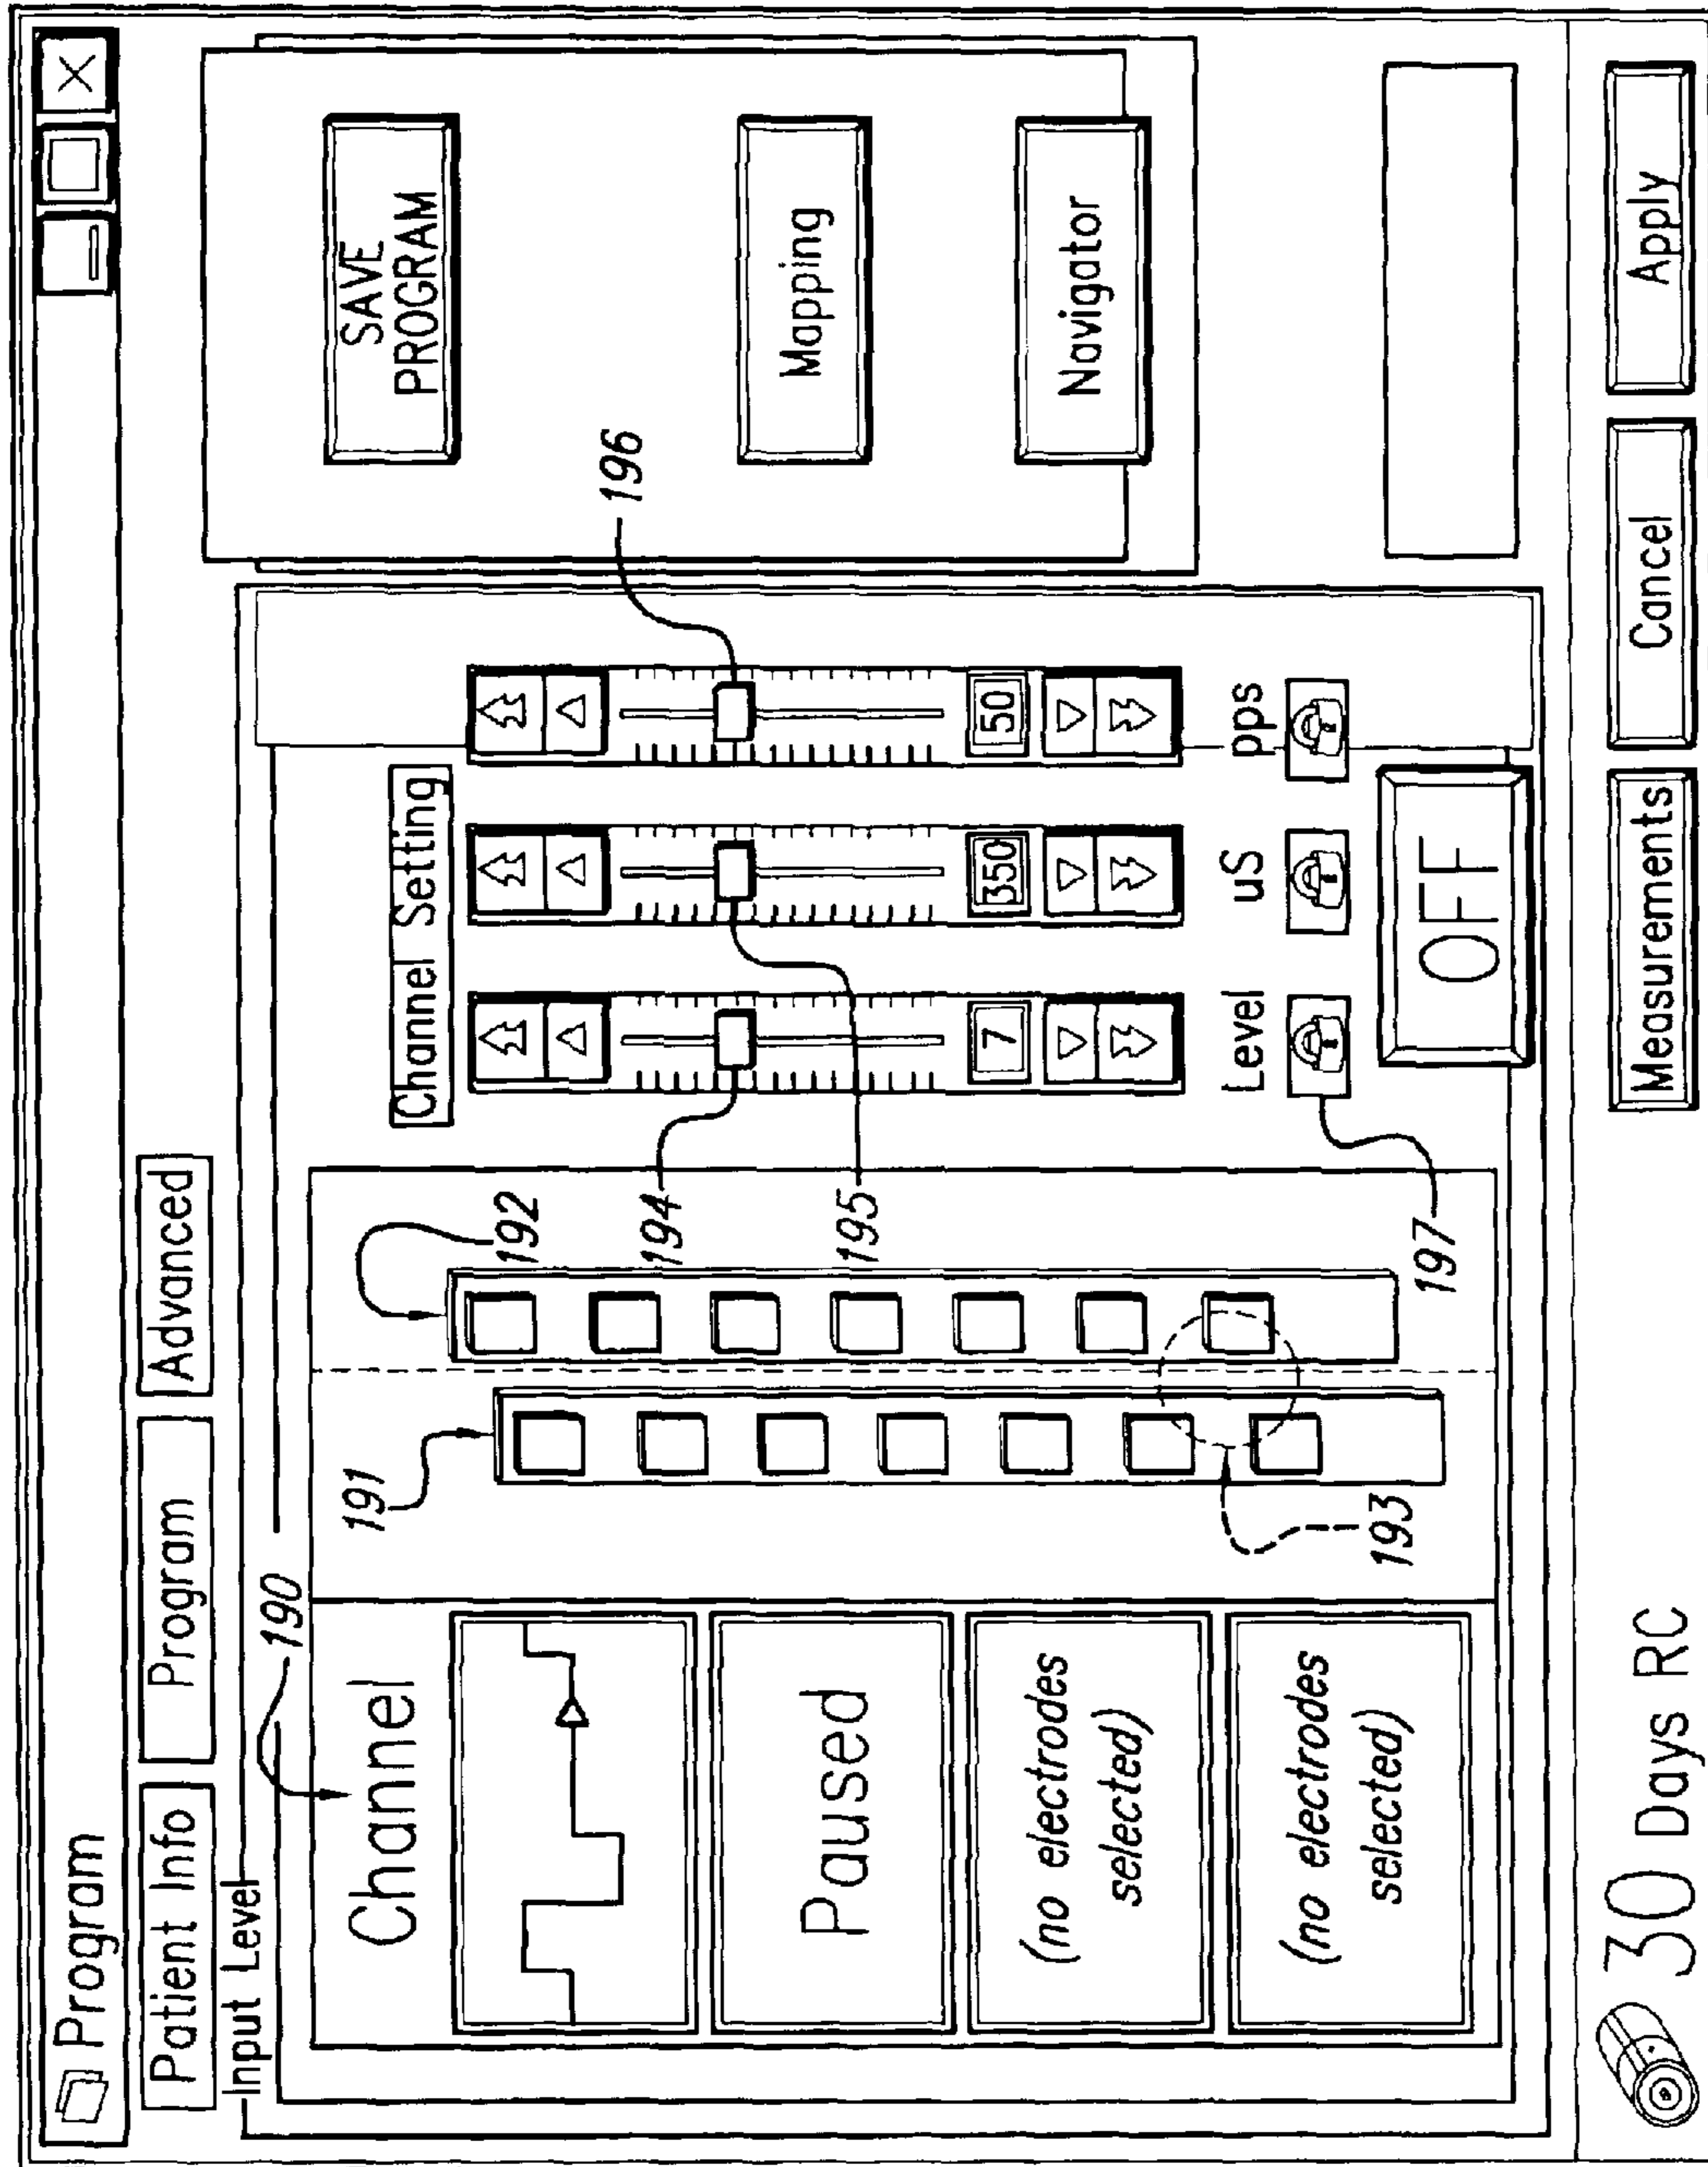 Program
Patient Info
Program
Advanced
Input Level
190
Channel
Paused
(no electrodes
selected)
(no electrodes
selected)
191
192
193
Channel Setting
7
350
50
Level
uS
pps
194
195
196
197
OFF
SAVE
PROGRAM
Mapping
Navigator
30 Days RC
Measurements
Cancel
Apply